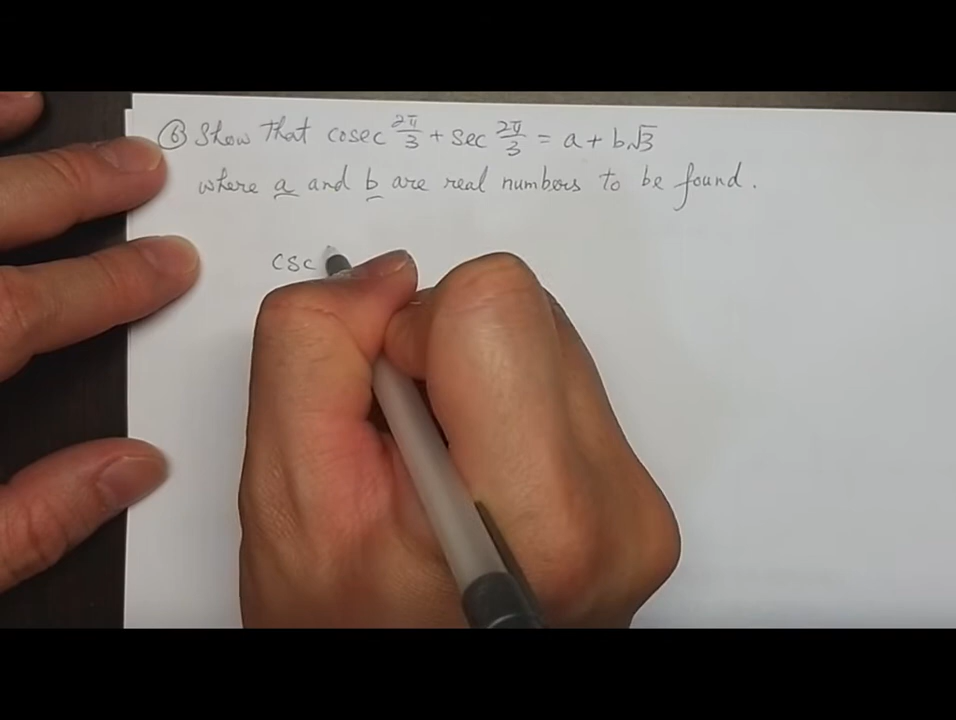 ⑥ Show that cosec 2π/3 + sec 2π/3 = a + b√3
where a and b are real numbers to be found.
csc